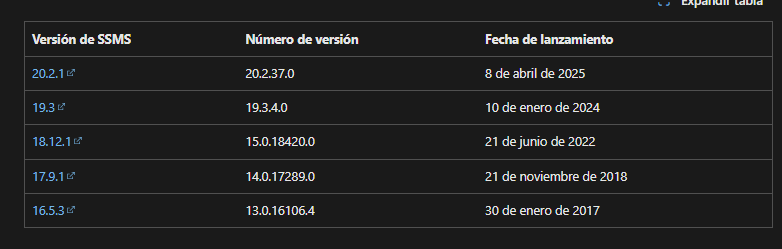 Expandir tabla
Versión de SSMS Número de versión Fecha de lanzamiento
20.2.1 20.2.37.0 8 de abril de 2025
19.3 19.3.4.0 10 de enero de 2024
18.12.1 15.0.18420.0 21 de junio de 2022
17.9.1 14.0.17289.0 21 de noviembre de 2018
16.5.3 13.0.16106.4 30 de enero de 2017